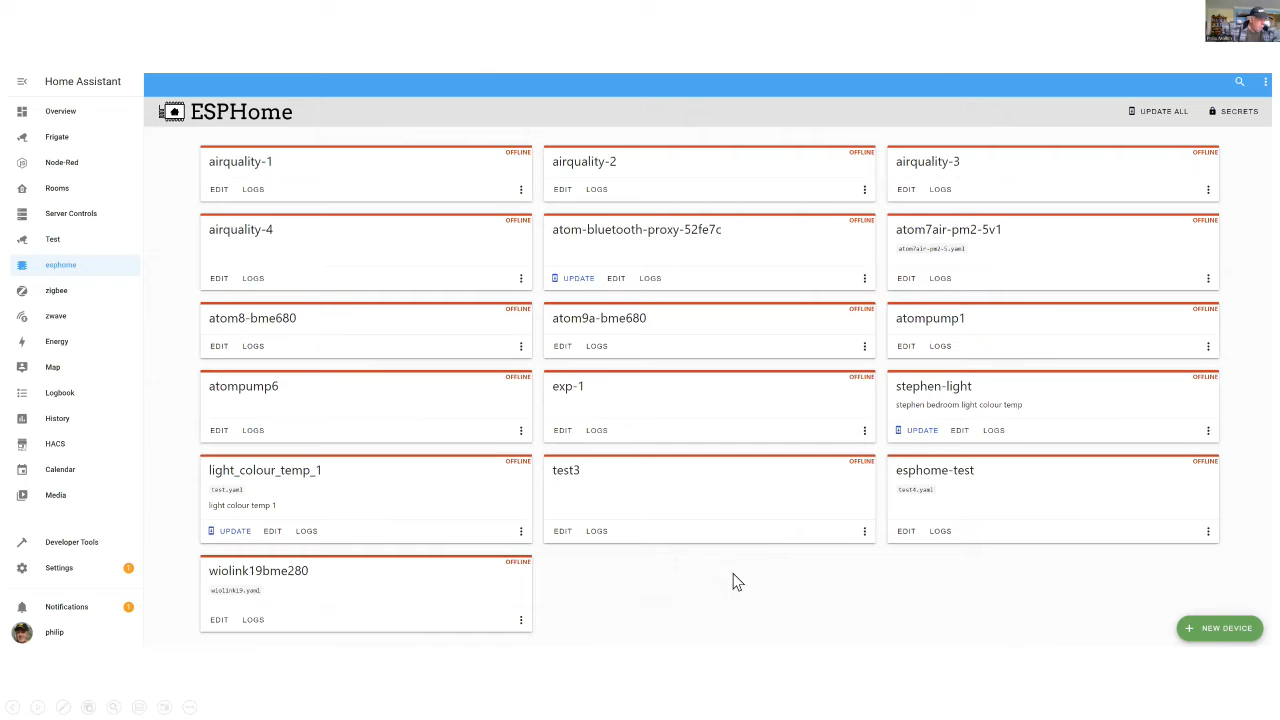 Home Assistant
Overview
Frigate
Node-Red
Rooms
Server Controls
Test
esphome
zigbee
zwave
Energy
Map
Logbook
History
HACS
Calendar
Media
Developer Tools
Settings 1
Notifications 1
philip
ESPHome
UPDATE ALL SECRETS
OFFLINE
airquality-1
EDIT LOGS
OFFLINE
airquality-2
EDIT LOGS
OFFLINE
airquality-3
EDIT LOGS
OFFLINE
airquality-4
EDIT LOGS
OFFLINE
atom-bluetooth-proxy-52fe7c
UPDATE EDIT LOGS
OFFLINE
atom7air-pm2-5v1
atom7air-pm2-5.yaml
EDIT LOGS
OFFLINE
atom8-bme680
EDIT LOGS
OFFLINE
atom9a-bme680
EDIT LOGS
OFFLINE
atompump1
EDIT LOGS
OFFLINE
atompump6
EDIT LOGS
OFFLINE
exp-1
EDIT LOGS
OFFLINE
stephen-light
stephen bedroom light colour temp
UPDATE EDIT LOGS
OFFLINE
light_colour_temp_1
test.yaml
light colour temp 1
UPDATE EDIT LOGS
OFFLINE
test3
EDIT LOGS
OFFLINE
esphome-test
test4.yaml
EDIT LOGS
OFFLINE
wiolink19bme280
wiolink19.yaml
EDIT LOGS
NEW DEVICE